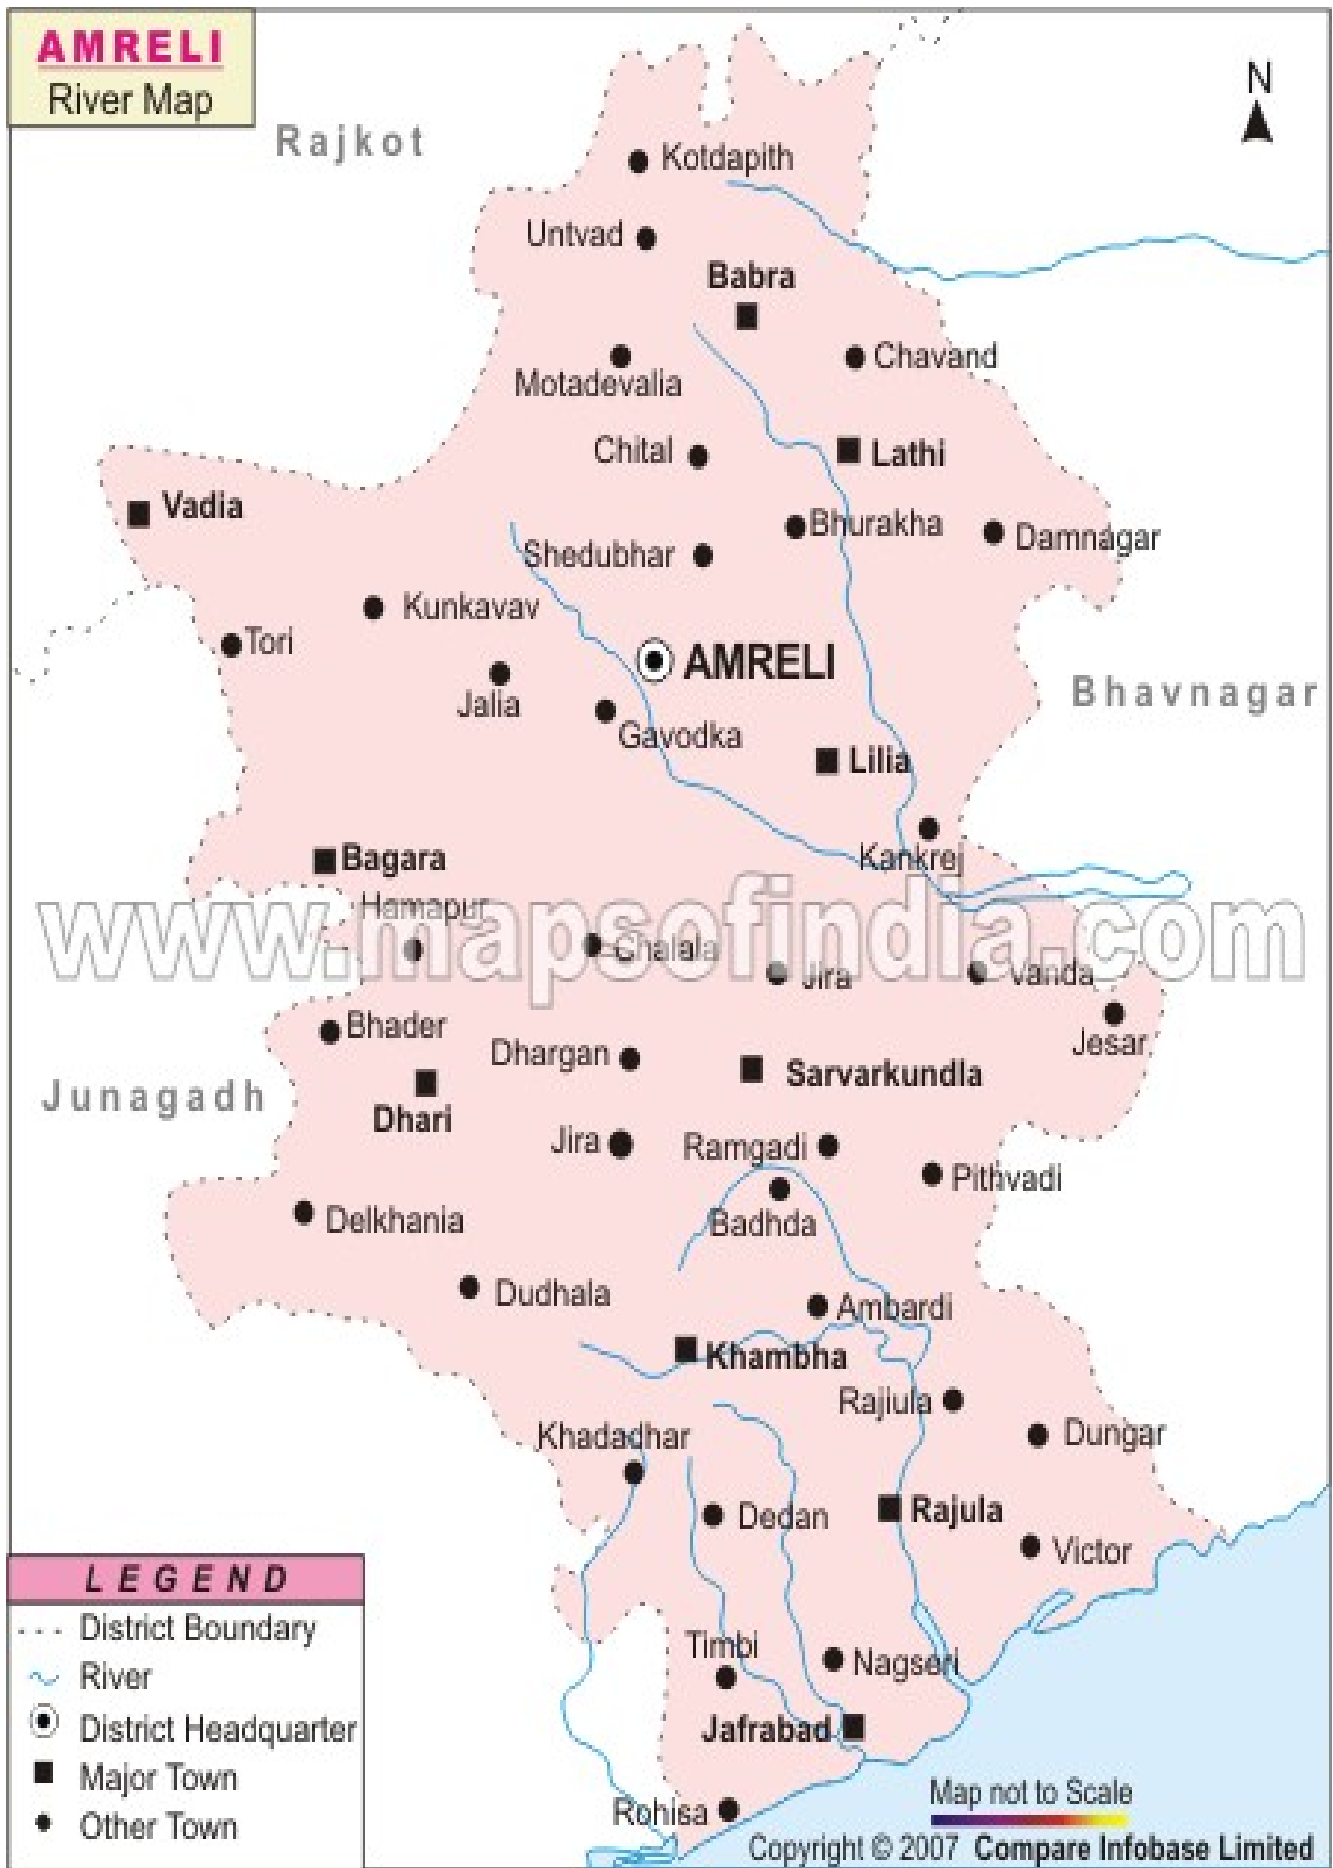 AMRELI
River Map
N
Rajkot
Kotdapith
Untvad
Babra
Motadevalia
Chavand
Chital
Lathi
Vadia
Bhurakha
Damnagar
Shedubhar
Kunkavav
Tori
AMRELI
Jalia
Bhavnagar
Gavodka
Lilia
Kankrej
Bagara
Hamapur
www.mapsofindia.com
Chalala
Jira
Vanda
Bhader
Jesar
Dhargan
Sarvarkundla
Junagadh
Dhari
Jira
Ramgadi
Pithvadi
Delkhania
Badhda
Dudhala
Ambardi
Khambha
Rajiula
Khadadhar
Dungar
Dedan
Rajula
Victor
LEGEND
District Boundary
River
District Headquarter
Major Town
Other Town
Timbi
Nagseri
Jafrabad
Rohisa
Map not to Scale
Copyright © 2007 Compare Infobase Limited